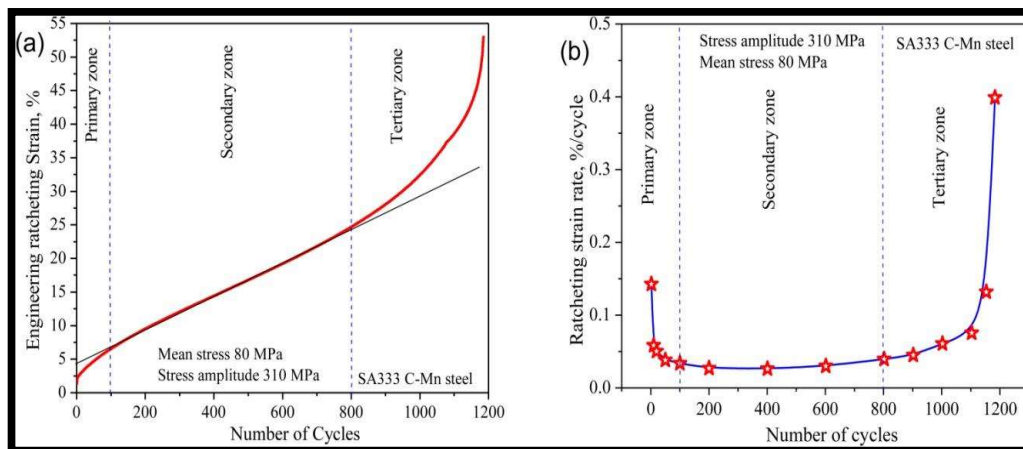 (a)
Engineering ratcheting Strain, %
55
50
45
40
35
30
25
20
15
10
5
0
Primary zone
Secondary zone
Tertiary zone
Mean stress 80 MPa
Stress amplitude 310 MPa
SA333 C-Mn steel
0 200 400 600 800 1000 1200
Number of Cycles
(b)
Ratcheting strain rate, %/cycle
0.5
0.4
0.3
0.2
0.1
0.0
Stress amplitude 310 MPa
Mean stress 80 MPa
SA333 C-Mn steel
Primary zone
Secondary zone
Tertiary zone
0 200 400 600 800 1000 1200
Number of cycles